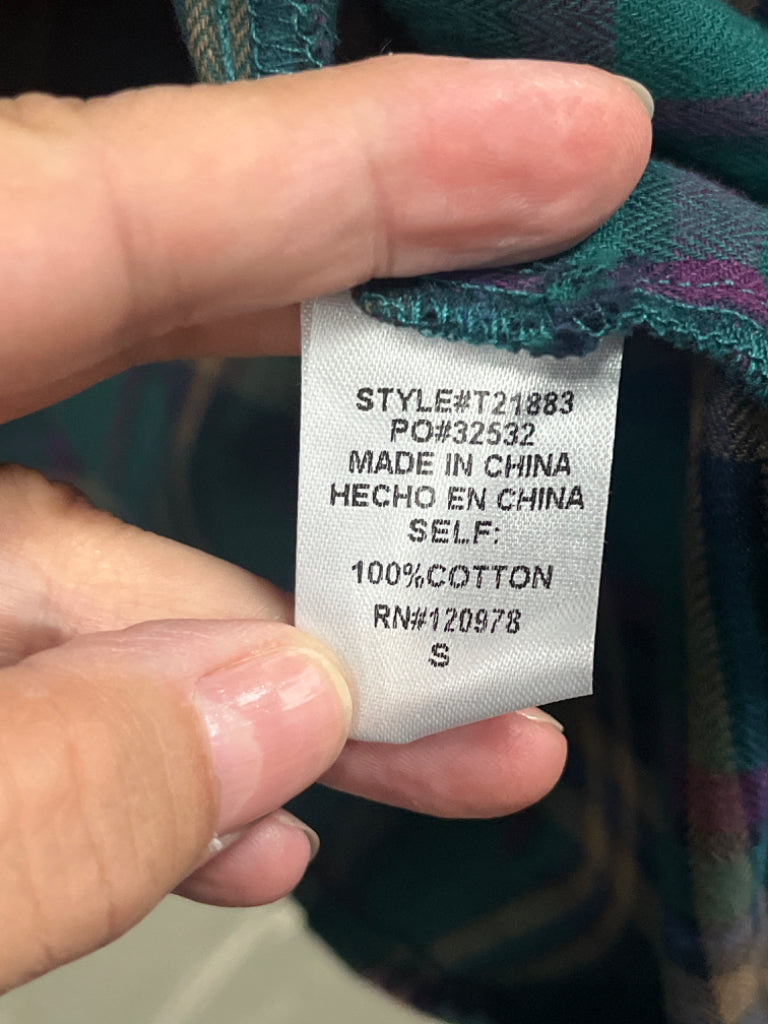 STYLE#T21883
PO#32532
MADE IN CHINA
HECHO EN CHINA
SELF:
100%COTTON
RN#120978
S